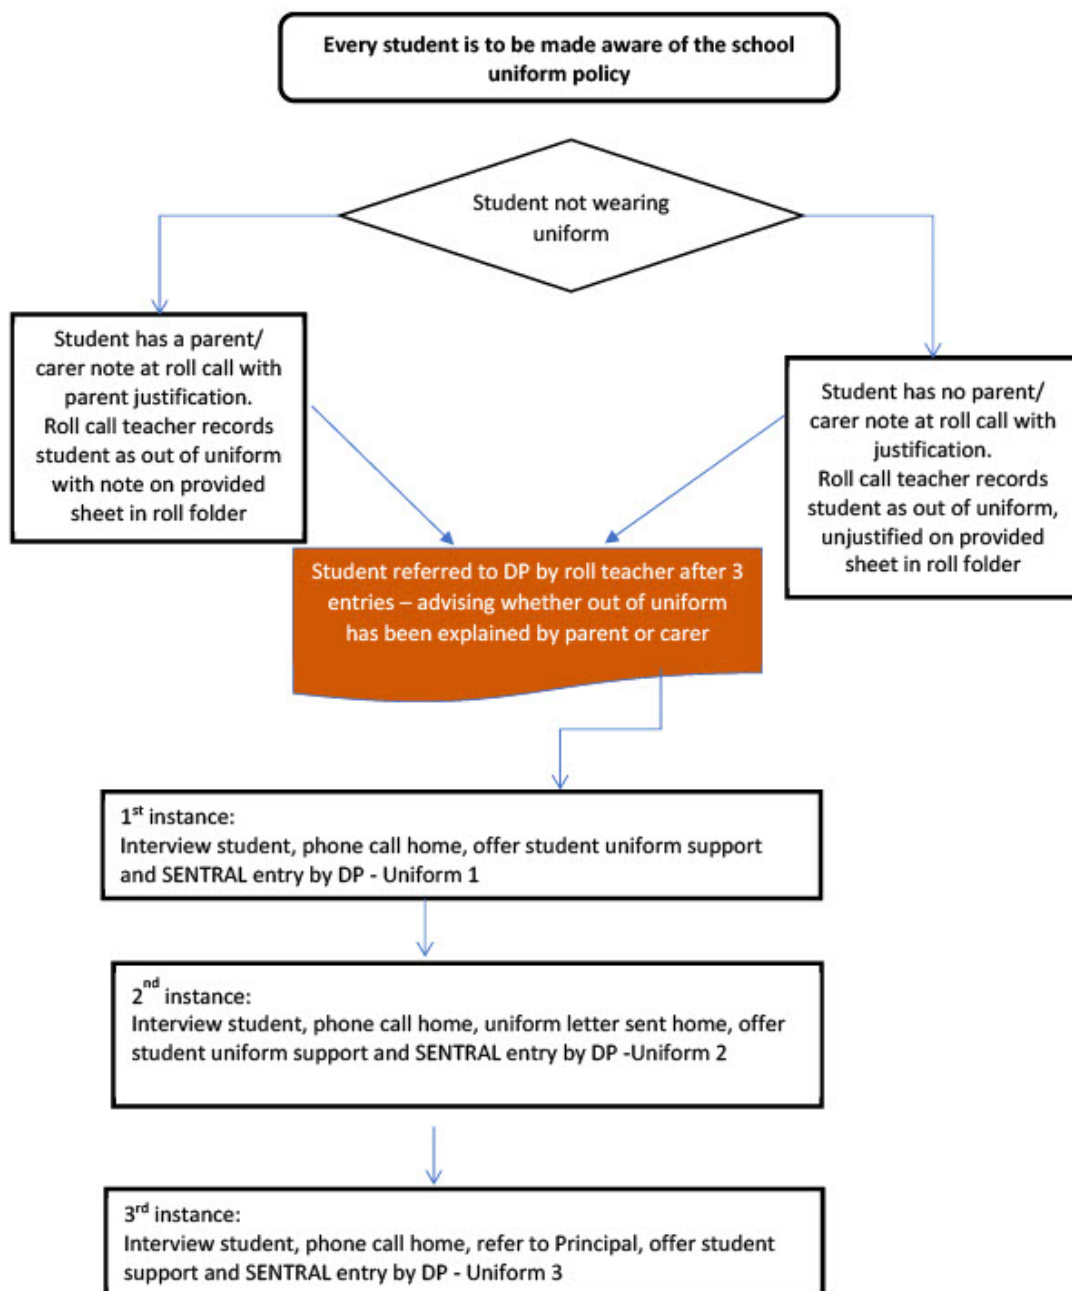 Every student is to be made aware of the school
uniform policy
Student not wearing
uniform
Student has a parent/
carer note at roll call with
parent justification.
Roll call teacher records
student as out of uniform
with note on provided
sheet in roll folder
Student has no parent/
carer note at roll call with
justification.
Roll call teacher records
student as out of uniform,
unjustified on provided
sheet in roll folder
Student referred to DP by roll teacher after 3
entries – advising whether out of uniform
has been explained by parent or carer
1st instance:
Interview student, phone call home, offer student uniform support
and SENTRAL entry by DP - Uniform 1
2nd instance:
Interview student, phone call home, uniform letter sent home, offer
student uniform support and SENTRAL entry by DP -Uniform 2
3rd instance:
Interview student, phone call home, refer to Principal, offer student
support and SENTRAL entry by DP - Uniform 3